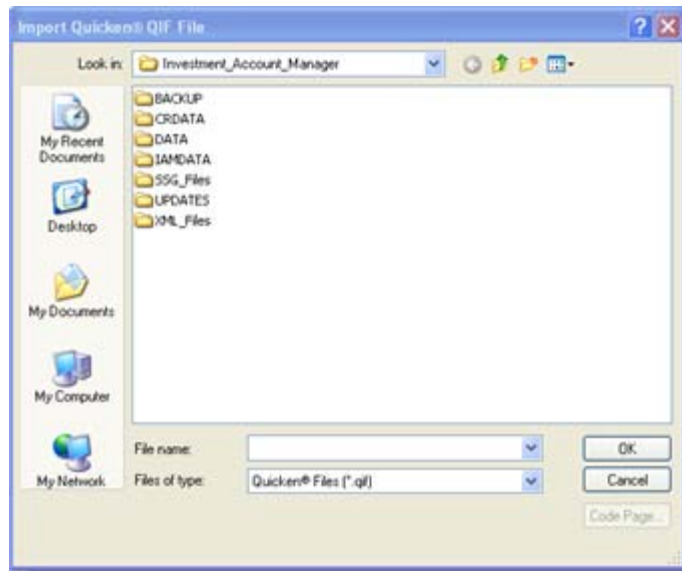 Import Quicken® QIF File
Look in:
Investment_Account_Manager
My Recent
Documents
Desktop
My Documents
My Computer
My Network
BACKUP
CRDATA
DATA
IAMDATA
SSG_Files
UPDATES
XML_Files
File name:
OK
Files of type:
Quicken® Files (*.qif)
Cancel
Code Page...